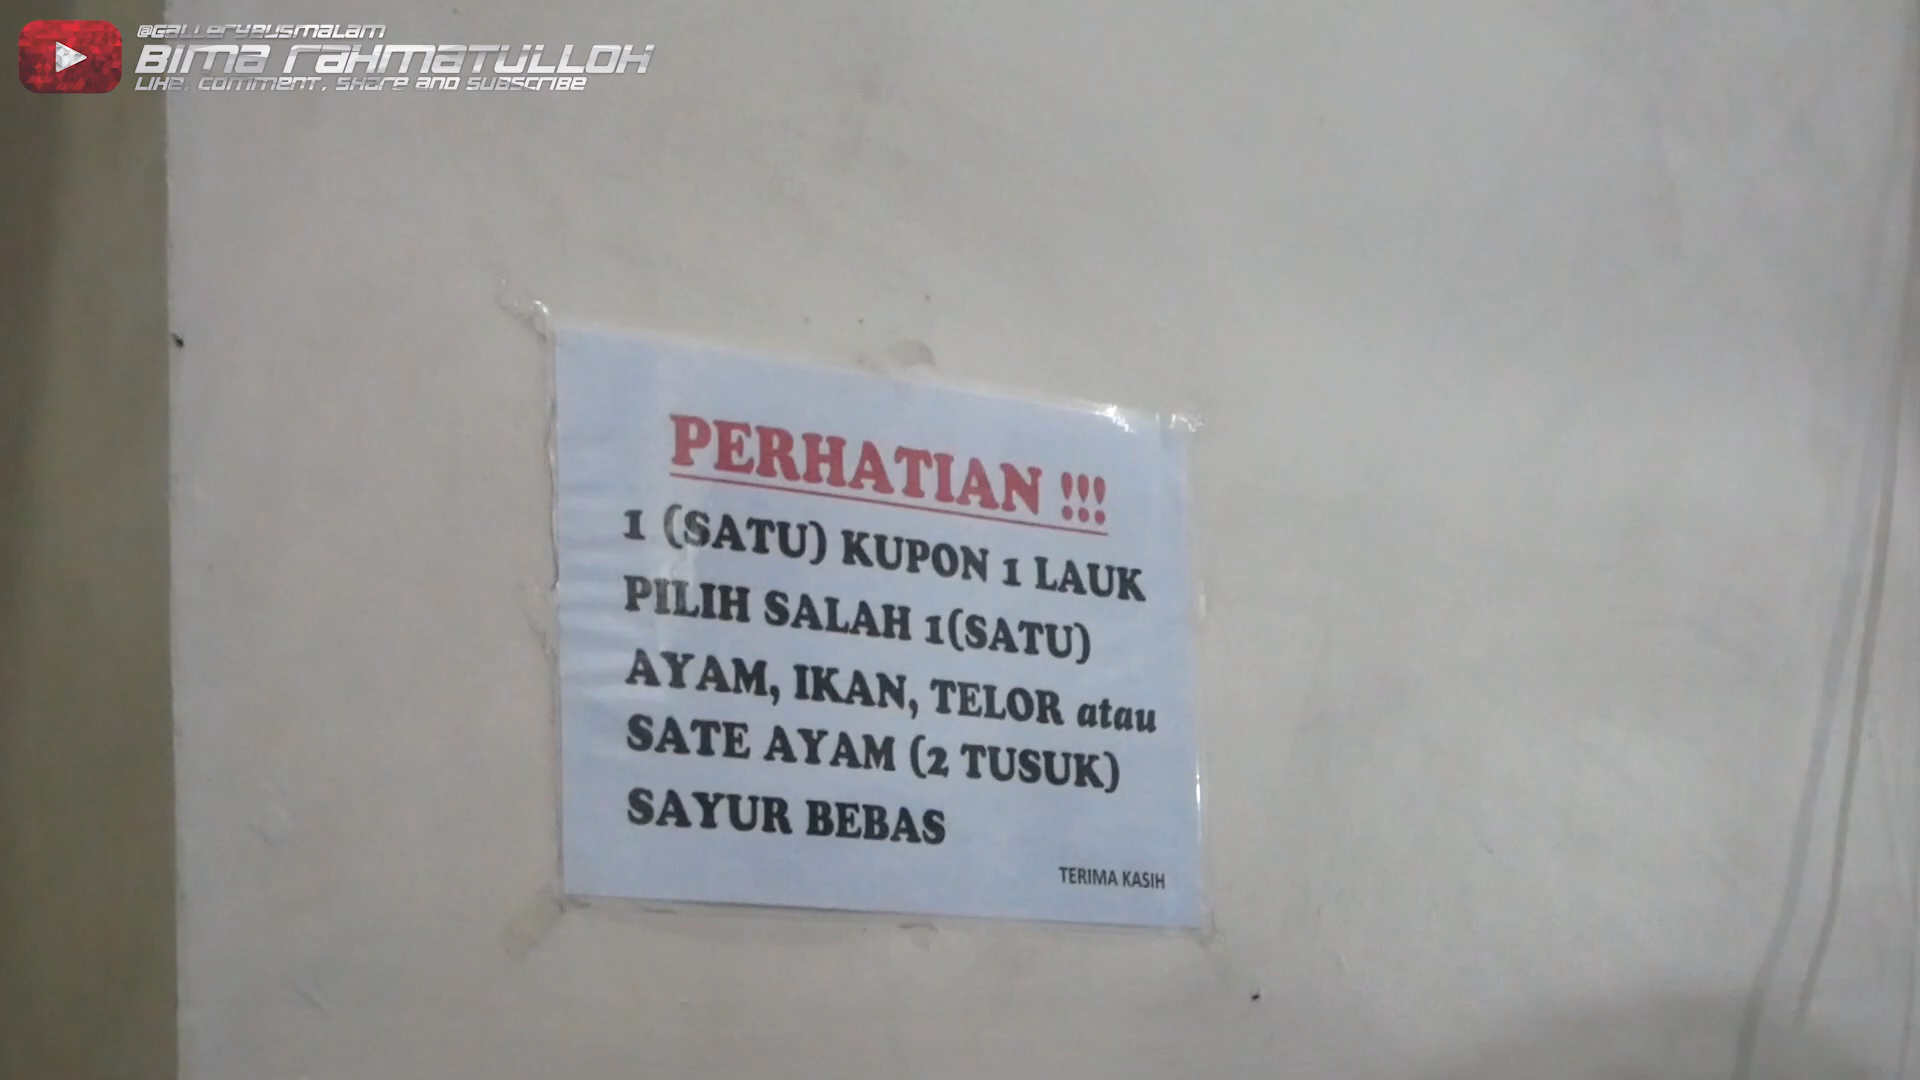 @GALLERYBUSMALAM
BIMA RAHMATULLOH
LIKE, COMMENT, SHARE AND SUBSCRIBE
PERHATIAN !!!
1 (SATU) KUPON 1 LAUK
PILIH SALAH 1(SATU)
AYAM, IKAN, TELOR atau
SATE AYAM (2 TUSUK)
SAYUR BEBAS
TERIMA KASIH